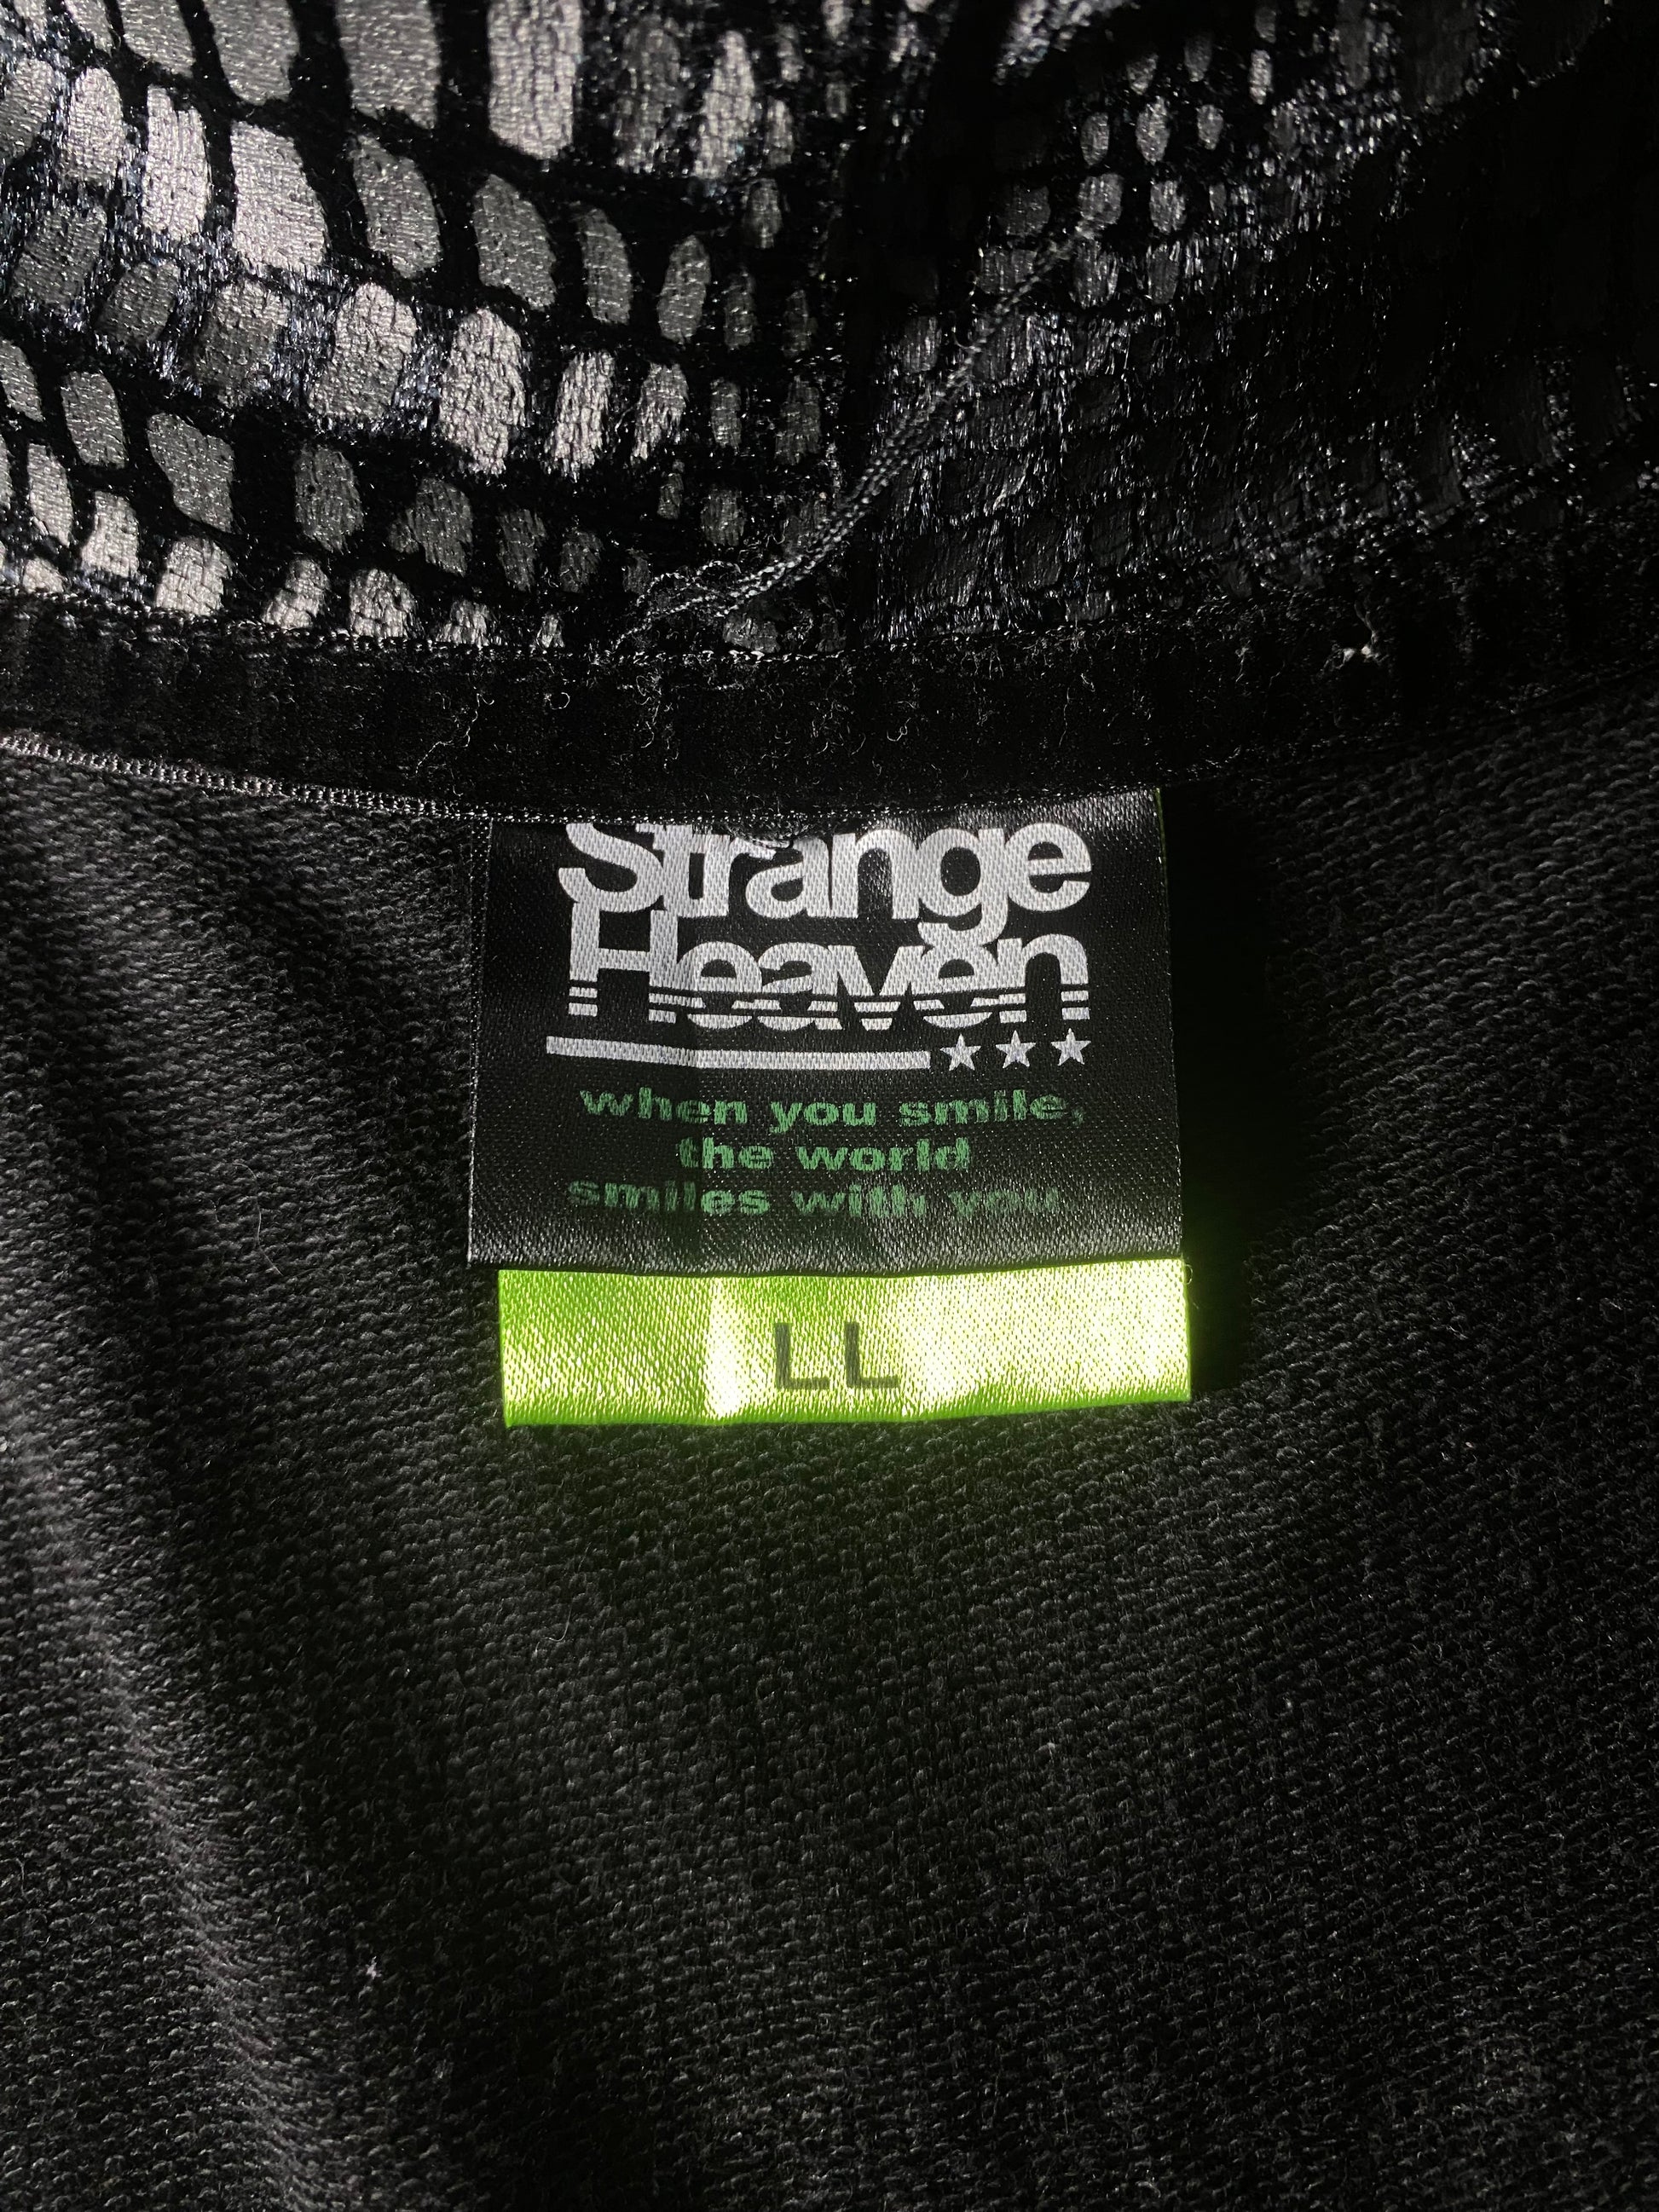 Strange
Heaven
when you smile,
the world
smiles with you.
LL